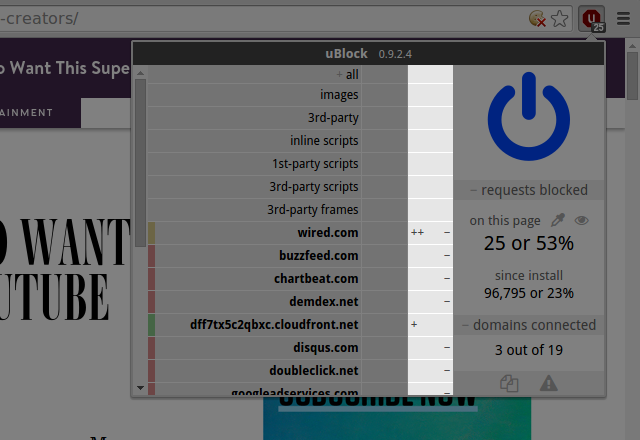 -creators/
25
uBlock 0.9.2.4
o Want This Supe
AINMENT
+ all
images
3rd-party
inline scripts
1st-party scripts
3rd-party scripts
3rd-party frames
wired.com ++ –
buzzfeed.com –
chartbeat.com –
demdex.net –
dff7tx5c2qbxc.cloudfront.net +
disqus.com –
doubleclick.net –
googleadservices.com –
– requests blocked
on this page
25 or 53%
since install
96,795 or 23%
– domains connected
3 out of 19
O WANT
UTUBE
SUBSCRIBE NOW
M